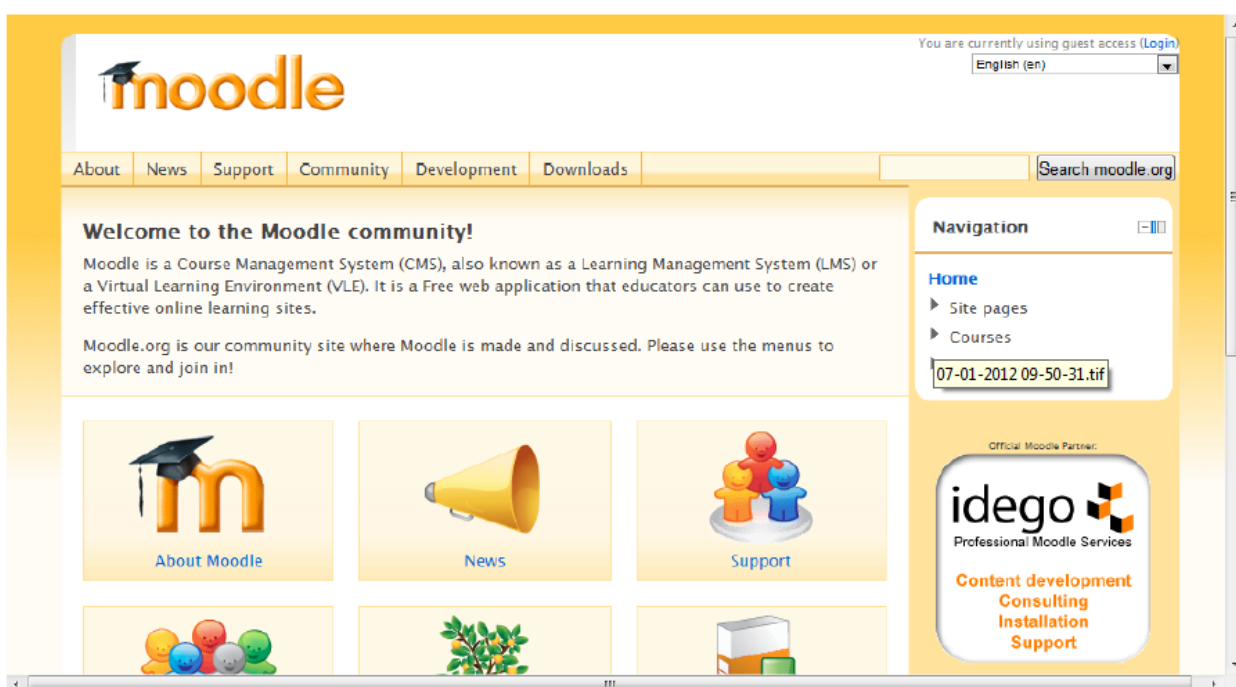 You are currently using guest access (Login)
moodle
English (en)
About News Support Community Development Downloads
Search moodle.org
Welcome to the Moodle community!
Moodle is a Course Management System (CMS), also known as a Learning Management System (LMS) or
a Virtual Learning Environment (VLE). It is a Free web application that educators can use to create
effective online learning sites.
Moodle.org is our community site where Moodle is made and discussed. Please use the menus to
explore and join in!
Navigation
Home
Site pages
Courses
07-01-2012 09-50-31.tif
About Moodle
News
Support
Official Moodle Partner:
idego
Professional Moodle Services
Content development
Consulting
Installation
Support